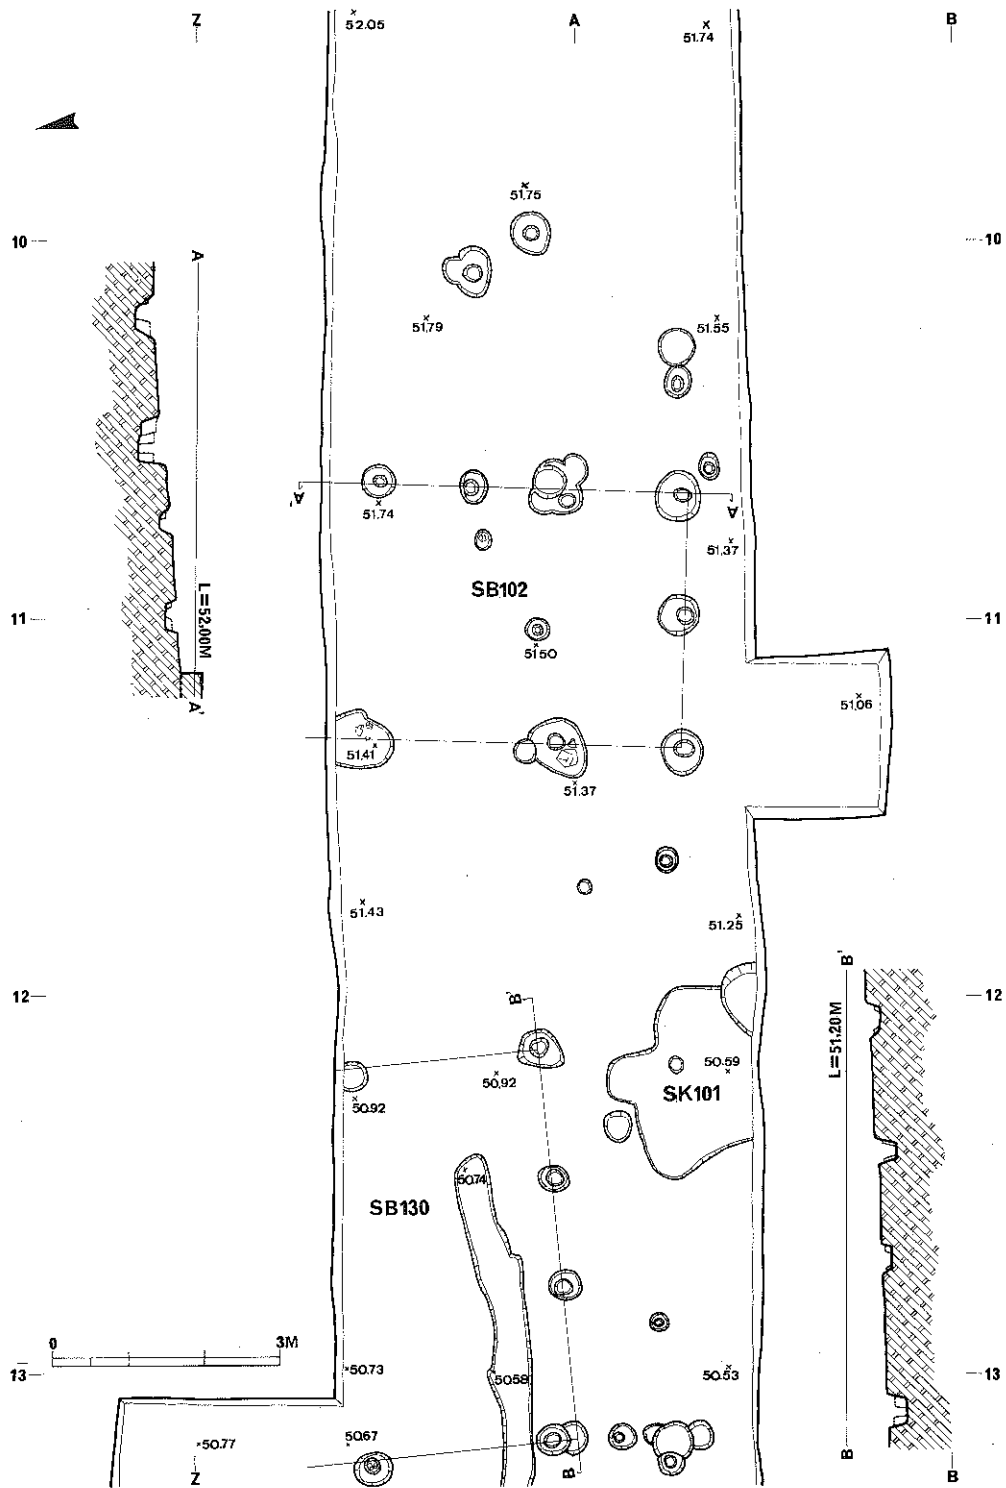 Z
A
B
52.05
51.74
51.75
10
10
A
51.79
51.55
A'
A
51.74
51.37
SB102
L=52.00M
11
11
51.50
51.06
A'
51.41
51.37
51.43
51.25
B'
12
12
B'
L=51.20M
50.59
50.92
50.92
SK101
50.74
SB130
0
3M
50.73
50.58
50.53
13
13
50.77
50.67
Z
B
B
B